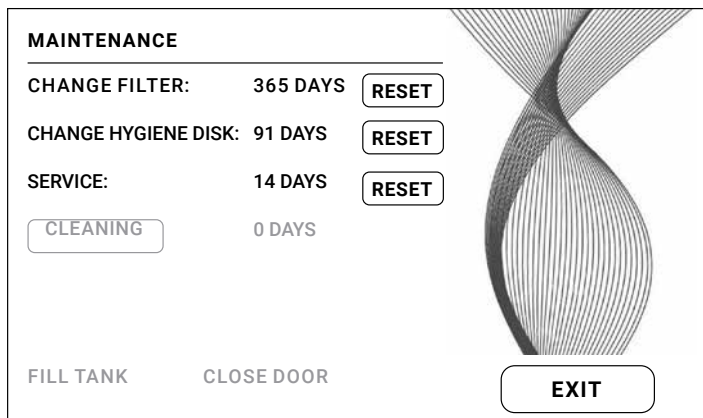 MAINTENANCE
CHANGE FILTER: 365 DAYS RESET
CHANGE HYGIENE DISK: 91 DAYS RESET
SERVICE: 14 DAYS RESET
CLEANING 0 DAYS
FILL TANK CLOSE DOOR EXIT